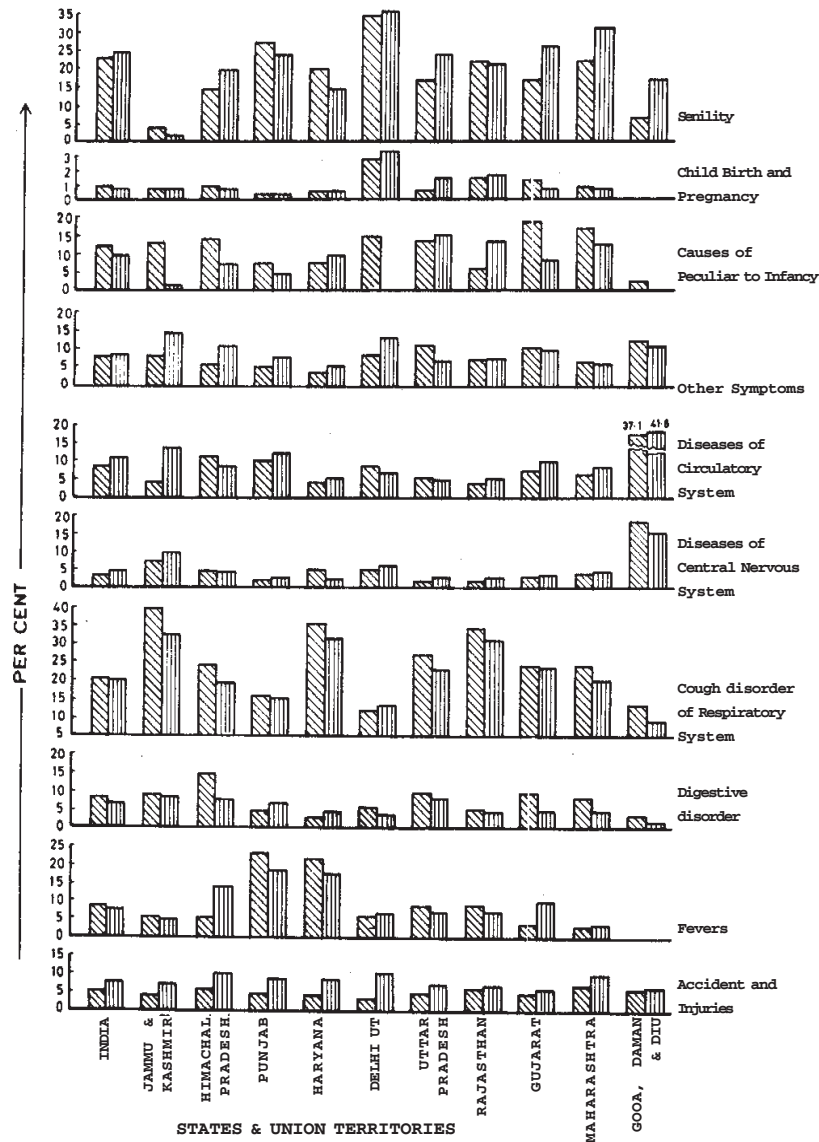 35
30
25
20
15
10
5
0
Senility
3
2
1
0
Child Birth and
Pregnancy
20
15
10
5
0
Causes of
Peculiar to Infancy
20
15
10
5
0
Other Symptoms
37·1 41·8
20
15
10
5
0
Diseases of
Circulatory
System
20
15
10
5
0
Diseases of
Central Nervous
System
40
35
30
25
20
15
10
5
Cough disorder
of Respiratory
System
20
15
10
5
0
Digestive
disorder
25
20
15
10
5
0
Fevers
15
10
5
0
Accident and
Injuries
PER CENT
INDIA
JAMMU &
KASHMIR
HIMACHAL.
PRADESH.
PUNJAB
HARYANA
DELHI UT
UTTAR
PRADESH
RAJASTHAN
GUJARAT
MAHARASHTRA
GOOA, DAMAN
& DIU
STATES & UNION TERRITORIES